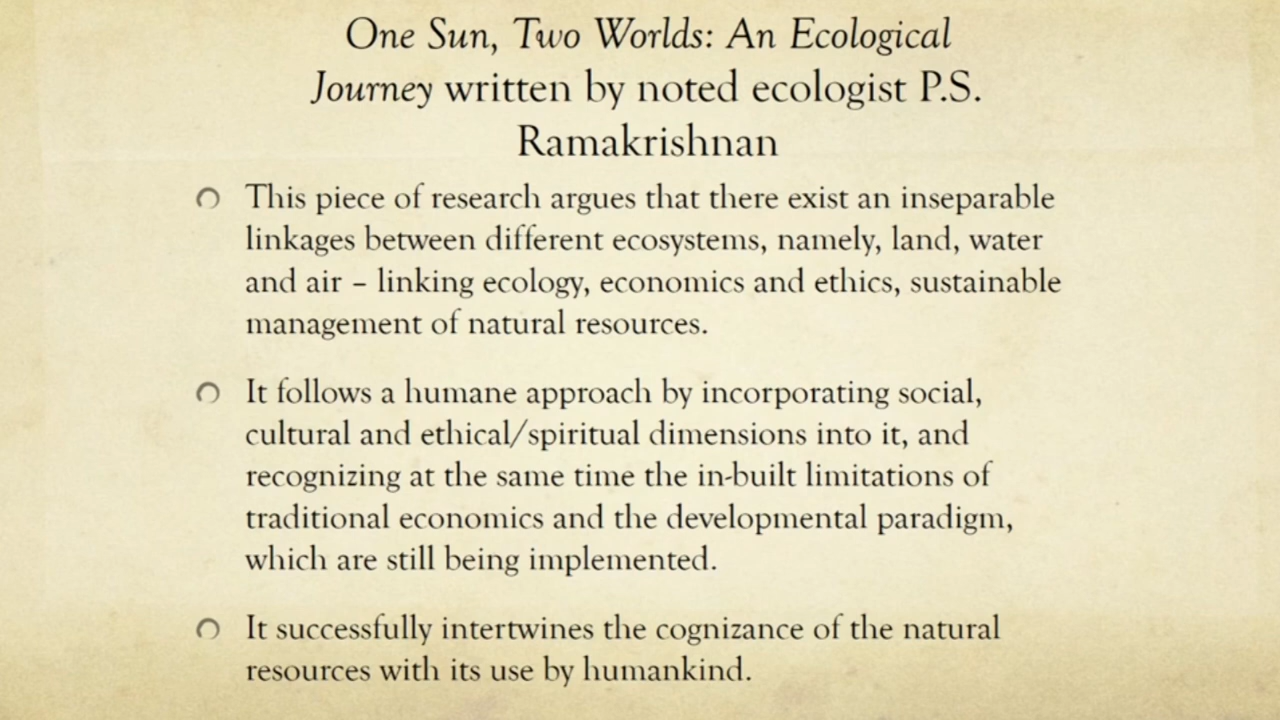 One Sun, Two Worlds: An Ecological
Journey written by noted ecologist P.S.
Ramakrishnan
This piece of research argues that there exist an inseparable
linkages between different ecosystems, namely, land, water
and air – linking ecology, economics and ethics, sustainable
management of natural resources.
It follows a humane approach by incorporating social,
cultural and ethical/spiritual dimensions into it, and
recognizing at the same time the in-built limitations of
traditional economics and the developmental paradigm,
which are still being implemented.
It successfully intertwines the cognizance of the natural
resources with its use by humankind.